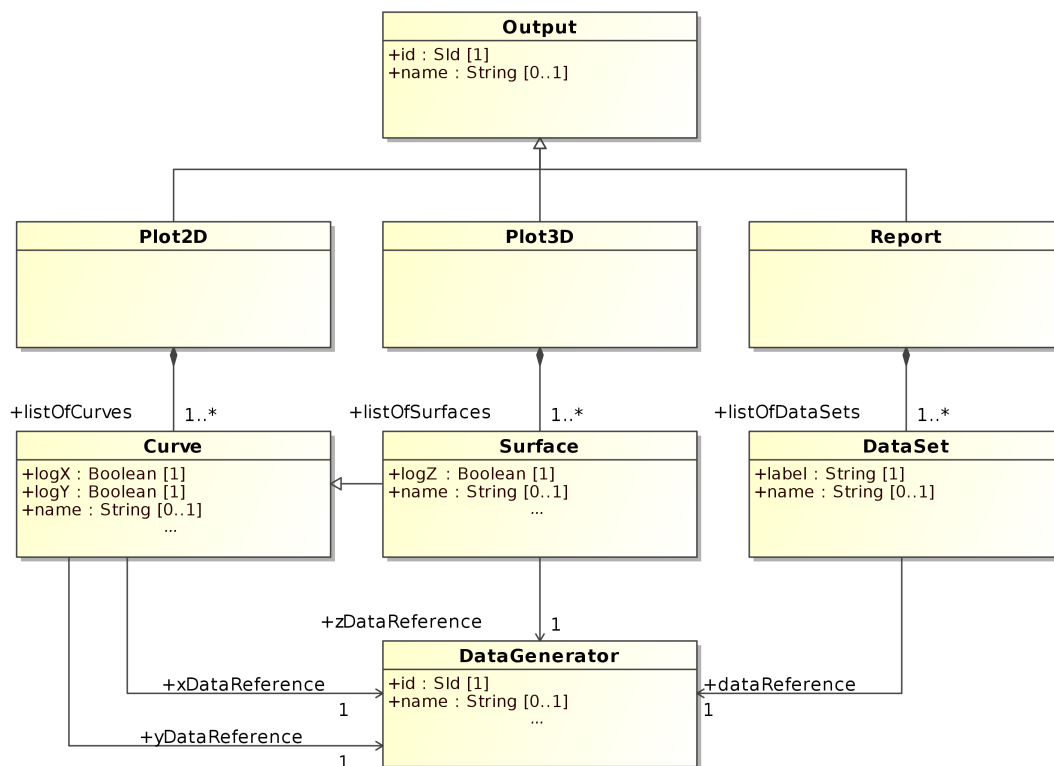 Output
+id : SId [1]
+name : String [0..1]
Plot2D
Plot3D
Report
+listOfCurves
1..*
+listOfSurfaces
1..*
+listOfDataSets
1..*
Curve
+logX : Boolean [1]
+logY : Boolean [1]
+name : String [0..1]
...
Surface
+logZ : Boolean [1]
+name : String [0..1]
...
DataSet
+label : String [1]
+name : String [0..1]
+zDataReference
1
DataGenerator
+id : SId [1]
+name : String [0..1]
...
+xDataReference
1
+dataReference
1
+yDataReference
1